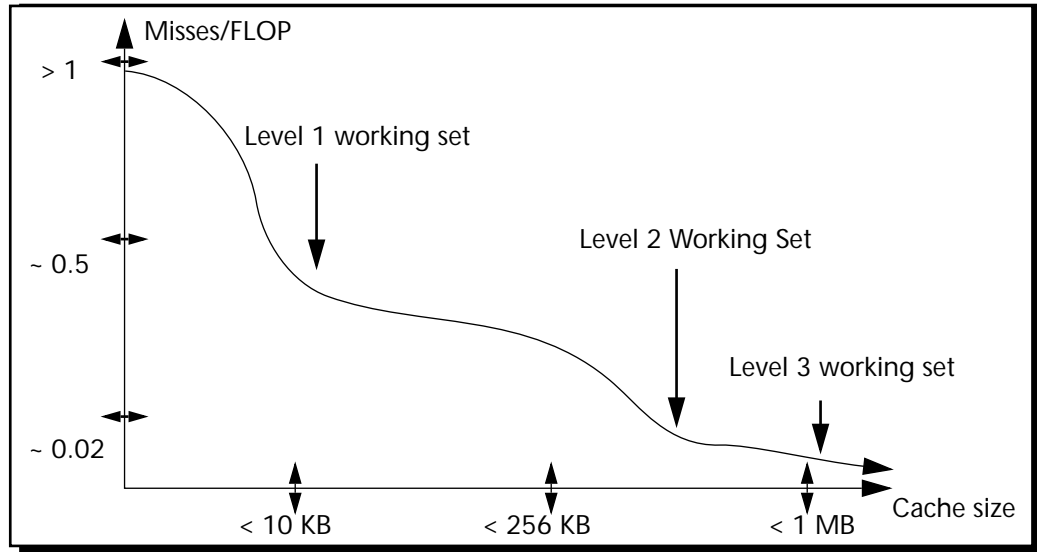 Misses/FLOP
> 1
Level 1 working set
Level 2 Working Set
~ 0.5
Level 3 working set
~ 0.02
Cache size
< 10 KB
< 256 KB
< 1 MB